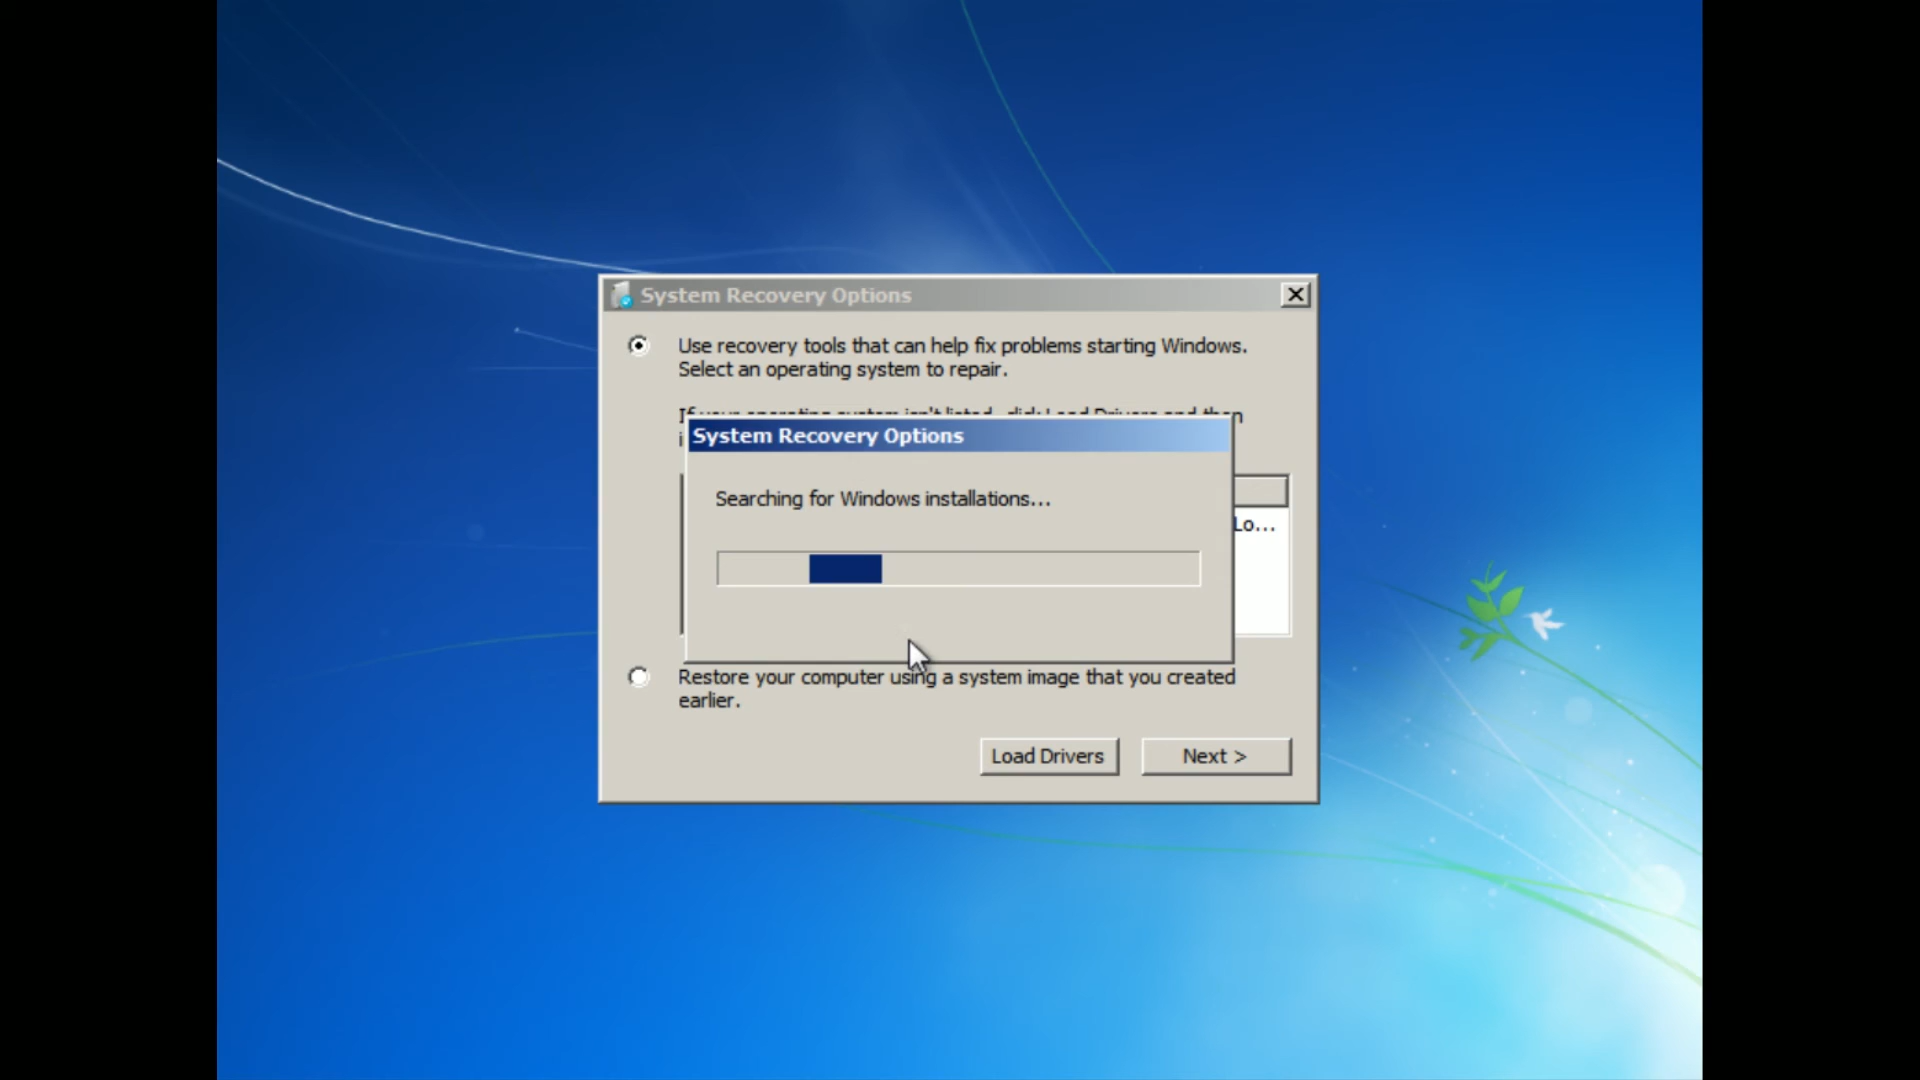 System Recovery Options
Use recovery tools that can help fix problems starting Windows.
Select an operating system to repair.
System Recovery Options
Searching for Windows installations...
Lo...
Restore your computer using a system image that you created
earlier.
Load Drivers
Next >